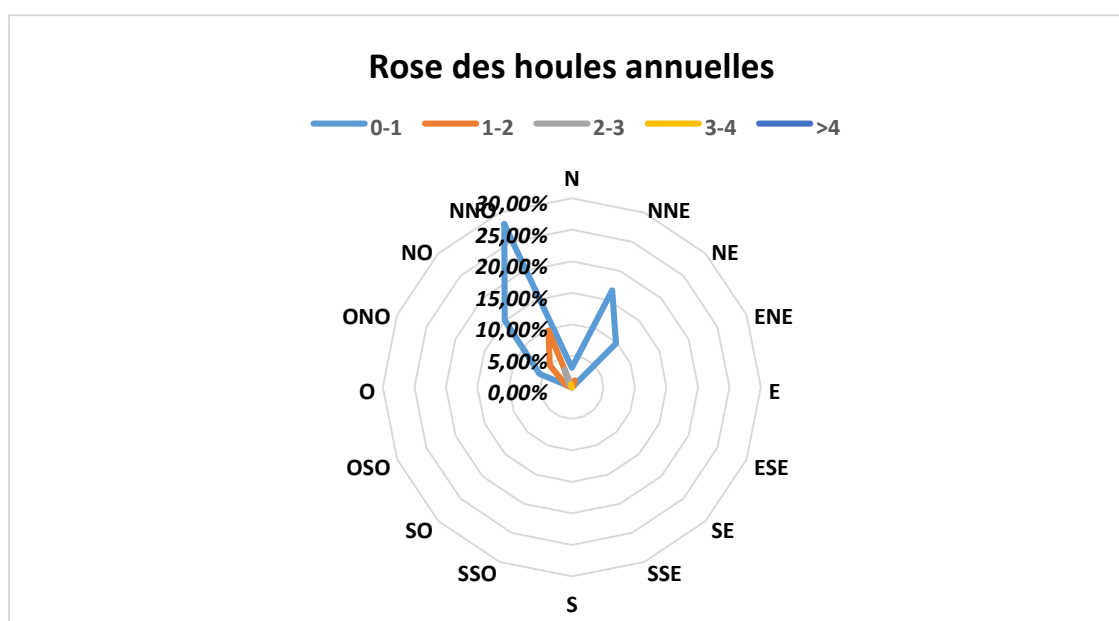 Rose des houles annuelles
0-1 1-2 2-3 3-4 >4
N
NNO 30,00% NNE
25,00%
NO NE
20,00%
15,00%
ONO ENE
10,00%
5,00%
O 0,00% E
OSO ESE
SO SE
SSO SSE
S